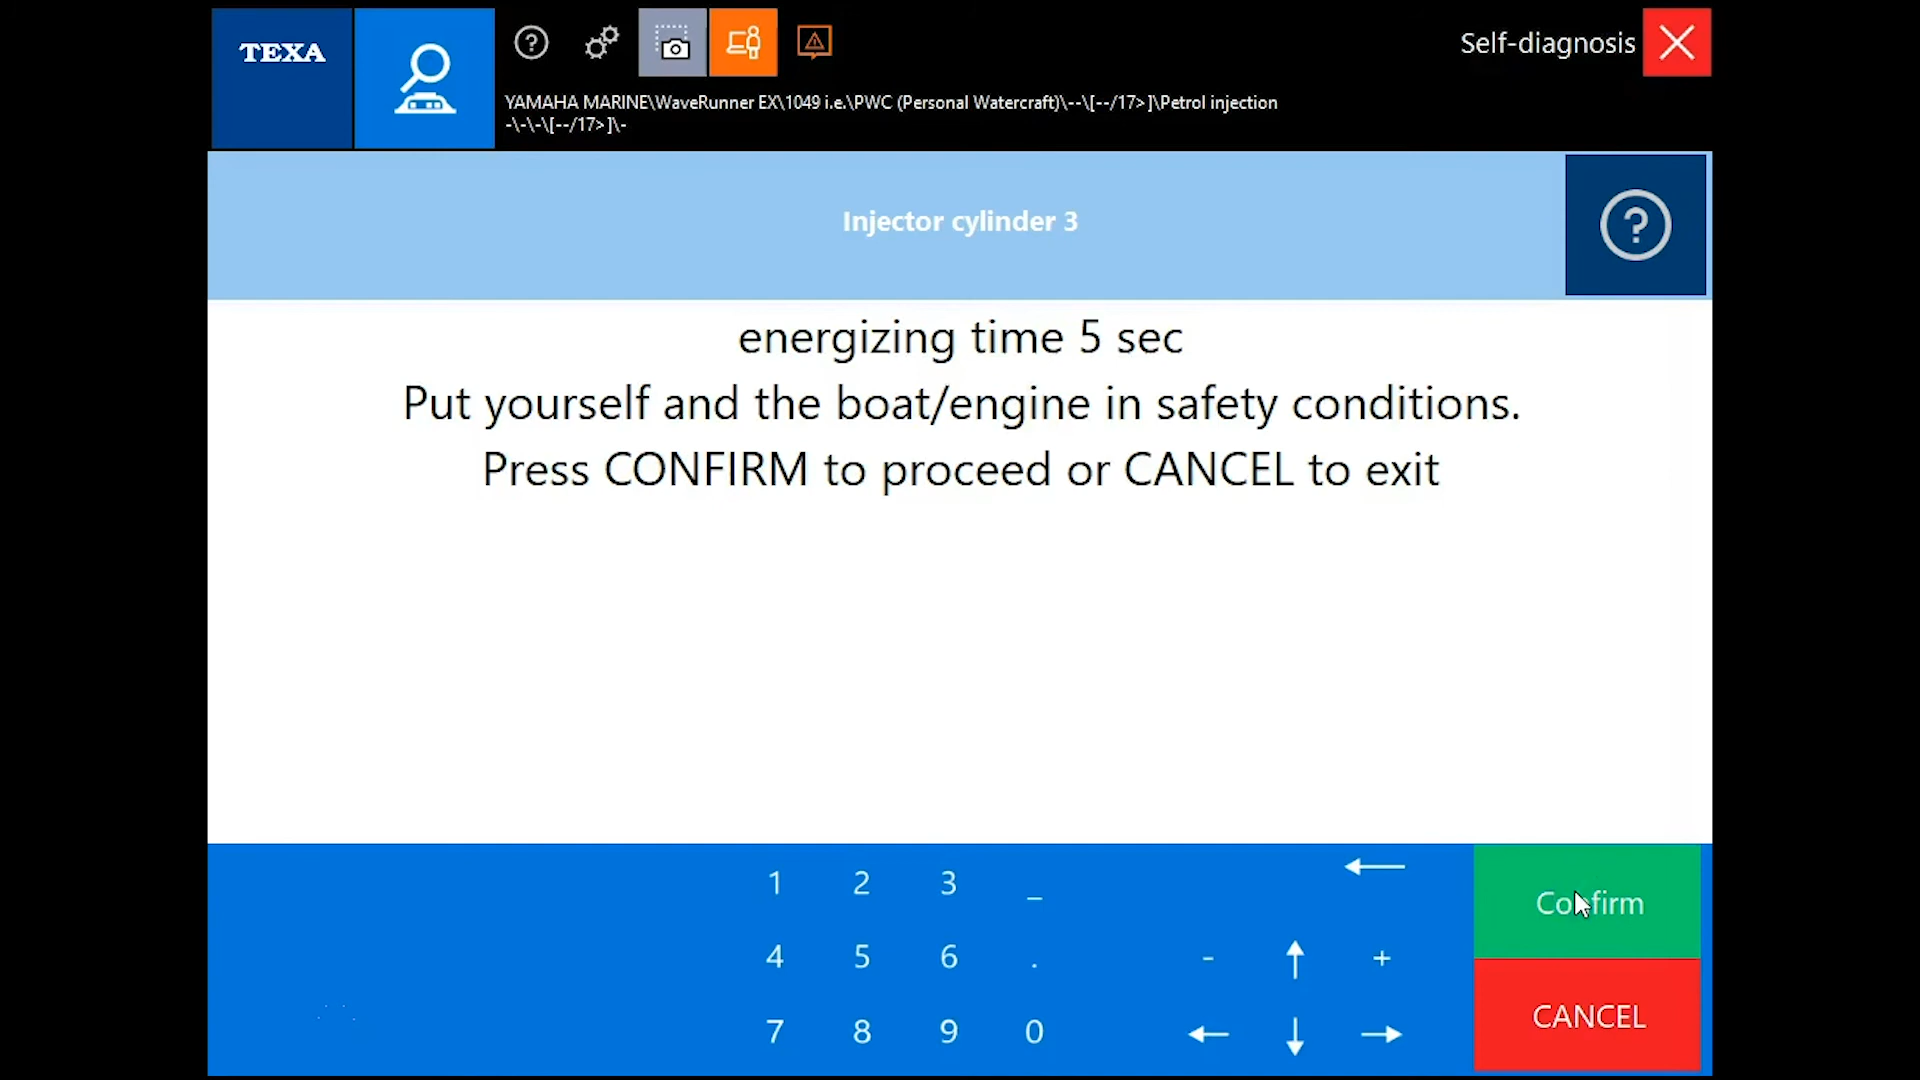 TEXA
Self-diagnosis
YAMAHA MARINE\WaveRunner EX\1049 i.e.\PWC (Personal Watercraft)\--\[--/17>]\Petrol injection
-\-\-\[--/17>]\-
Injector cylinder 3
?
energizing time 5 sec
Put yourself and the boat/engine in safety conditions.
Press CONFIRM to proceed or CANCEL to exit
1 2 3 _
4 5 6 . - +
7 8 9 0
Confirm
CANCEL